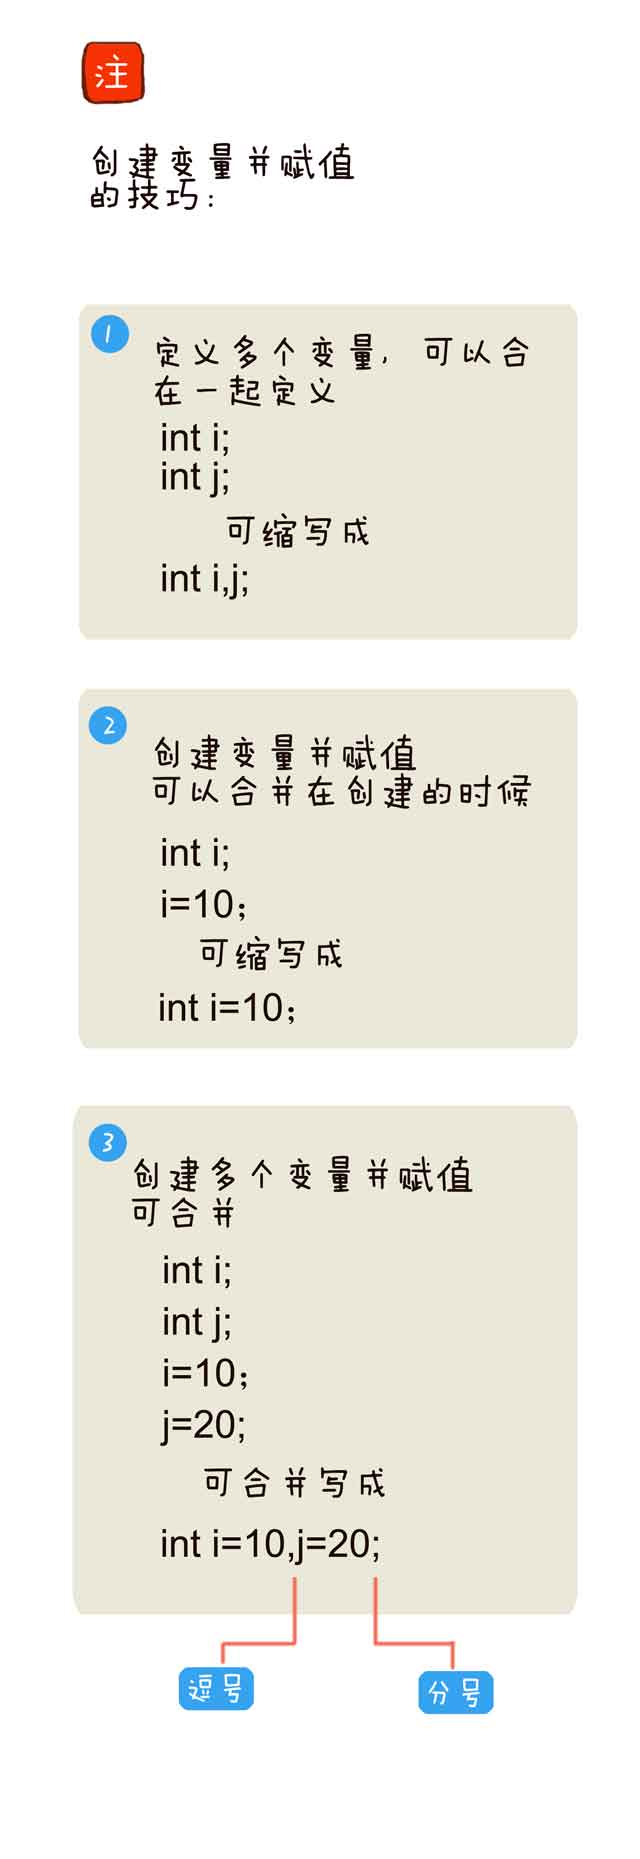 注
创建变量并赋值
的技巧:
1
定义多个变量, 可以合
在一起定义
int i;
int j;
可缩写成
int i,j;
2
创建变量并赋值
可以合并在创建的时候
int i;
i=10；
可缩写成
int i=10；
3
创建多个变量并赋值
可合并
int i;
int j;
i=10；
j=20;
可合并写成
int i=10,j=20;
逗号
分号